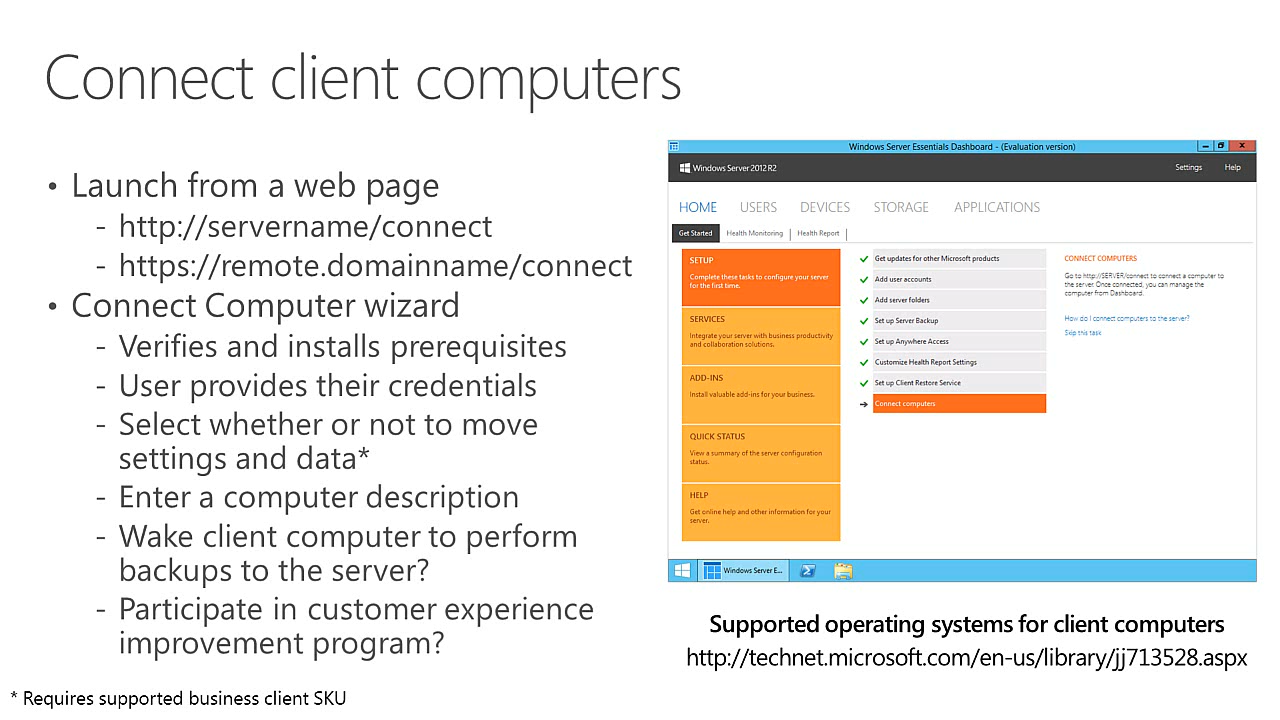 Connect client computers
• Launch from a web page
- http://servername/connect
- https://remote.domainname/connect
• Connect Computer wizard
- Verifies and installs prerequisites
- User provides their credentials
- Select whether or not to move
settings and data*
- Enter a computer description
- Wake client computer to perform
backups to the server?
- Participate in customer experience
improvement program?
* Requires supported business client SKU
Windows Server Essentials Dashboard - (Evaluation version)
Windows Server 2012 R2
Settings Help
HOME USERS DEVICES STORAGE APPLICATIONS
Get Started Health Monitoring Health Report
SETUP
Complete these tasks to configure your server
for the first time.
SERVICES
Integrate your server with business productivity
and collaboration solutions.
ADD-INS
Install valuable add-ins for your business.
QUICK STATUS
View a summary of the server configuration
status.
HELP
Get online help and other information for your
server.
Get updates for other Microsoft products
Add user accounts
Add server folders
Set up Server Backup
Set up Anywhere Access
Customize Health Report Settings
Set up Client Restore Service
Connect computers
CONNECT COMPUTERS
Go to http://SERVER/connect to connect a computer to
the server. Once connected, you can manage the
computer from Dashboard.
How do I connect computers to the server?
Skip this task
Windows Server E...
Supported operating systems for client computers
http://technet.microsoft.com/en-us/library/jj713528.aspx